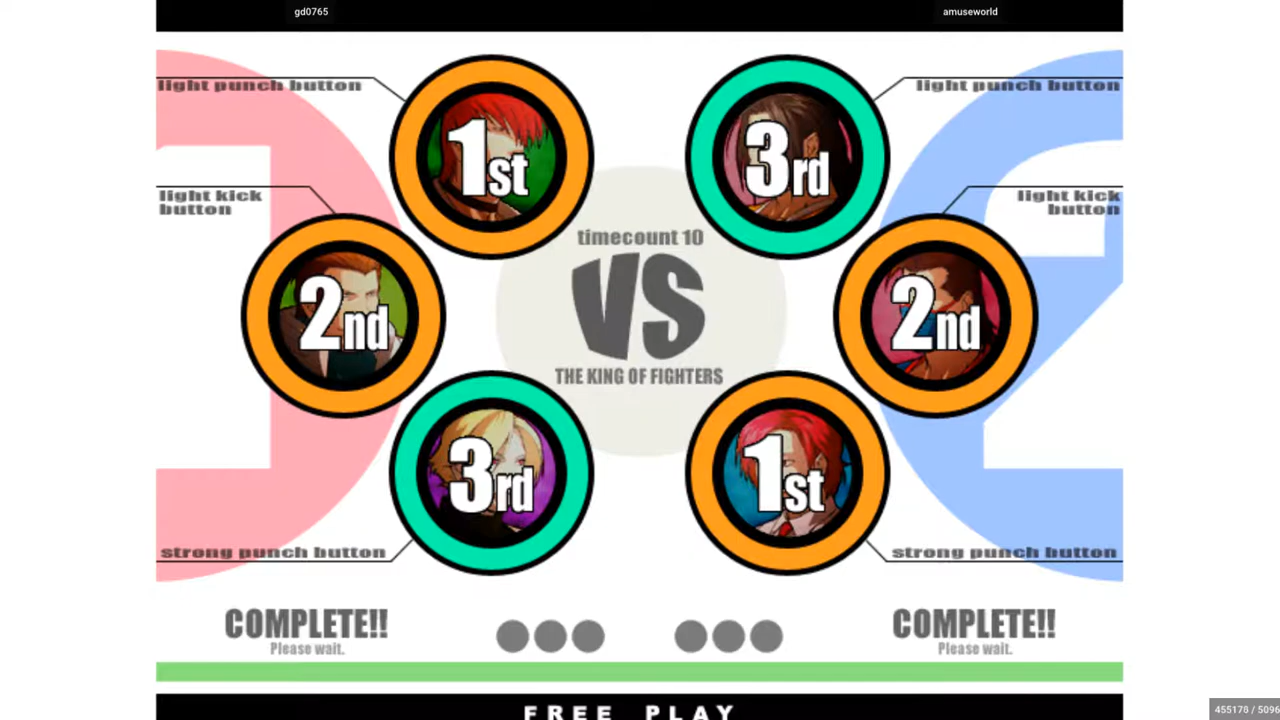 gd0765
amuseworld
light punch button
light punch button
1st
3rd
light kick
button
light kick
button
timecount 10
VS
THE KING OF FIGHTERS
2nd
2nd
3rd
1st
strong punch button
strong punch button
COMPLETE!!
Please wait.
COMPLETE!!
Please wait.
FREE PLAY
455178 / 5096